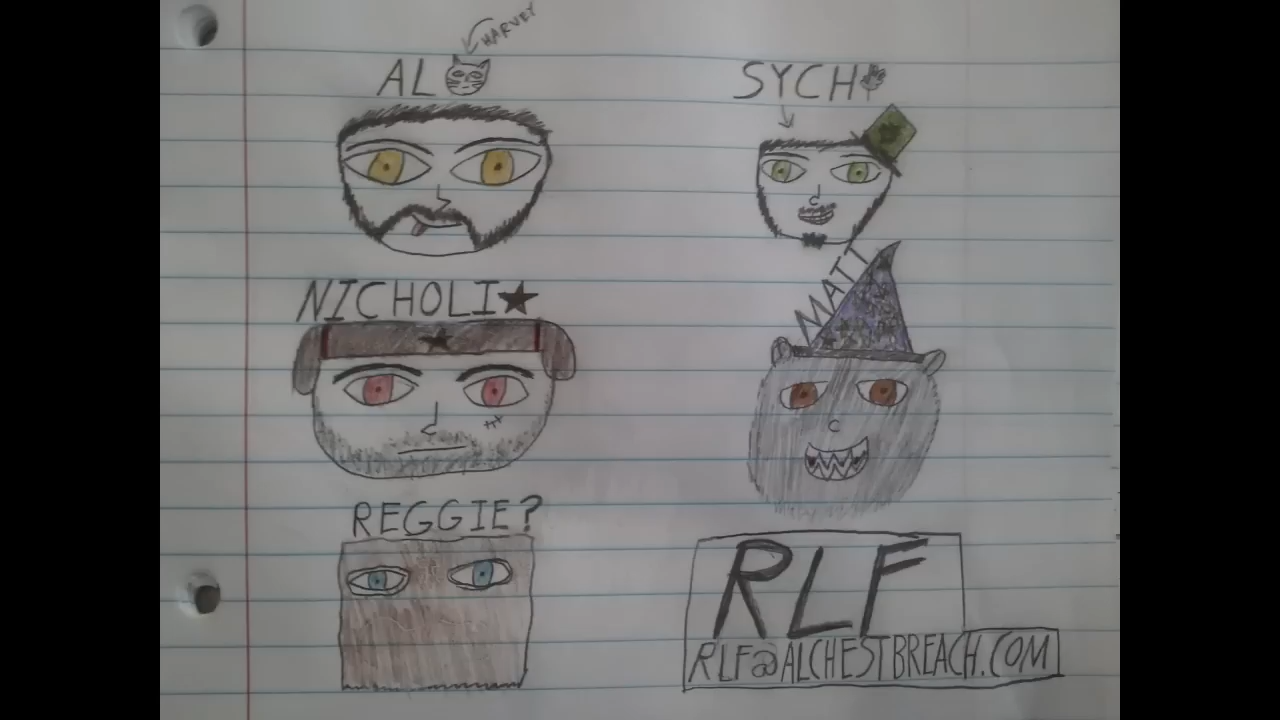 HARVEY
AL
SYCH
NICHOLI
MATT
REGGIE?
RLF
RLF@ALCHESTBREACH.COM